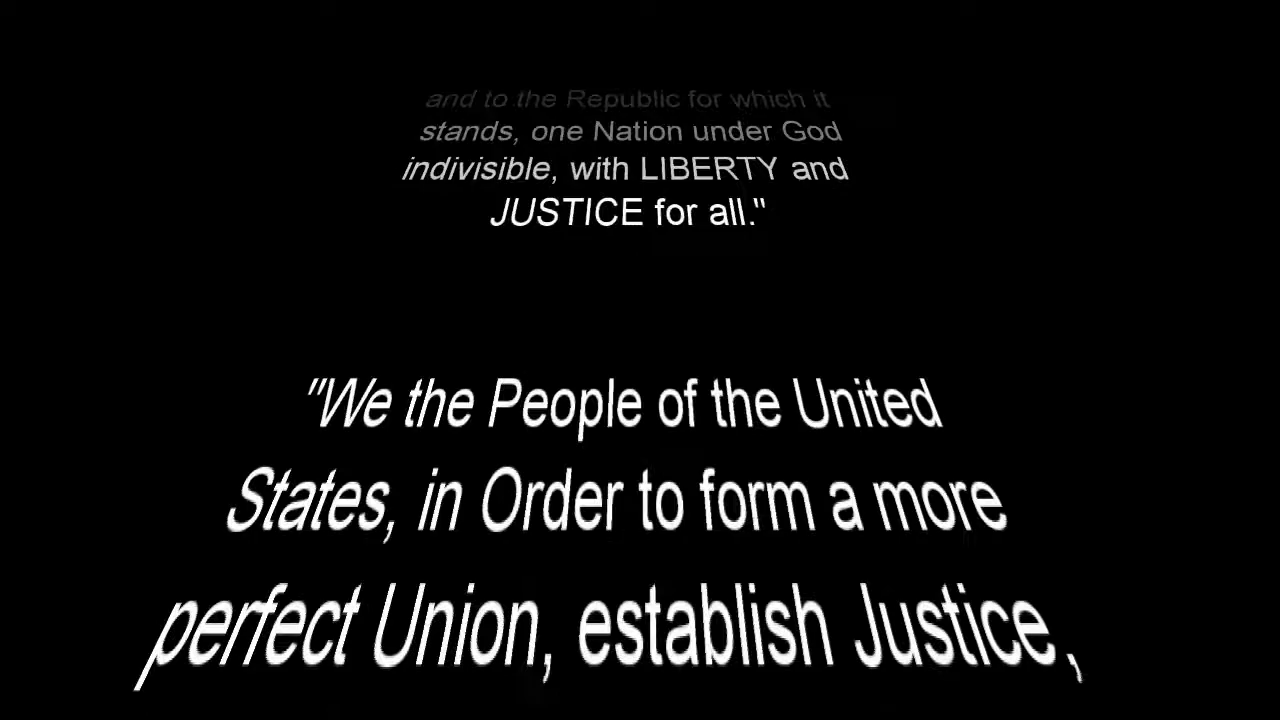 and to the Republic for which it
stands, one Nation under God
indivisible, with LIBERTY and
JUSTICE for all."
"We the People of the United
States, in Order to form a more
perfect Union, establish Justice,